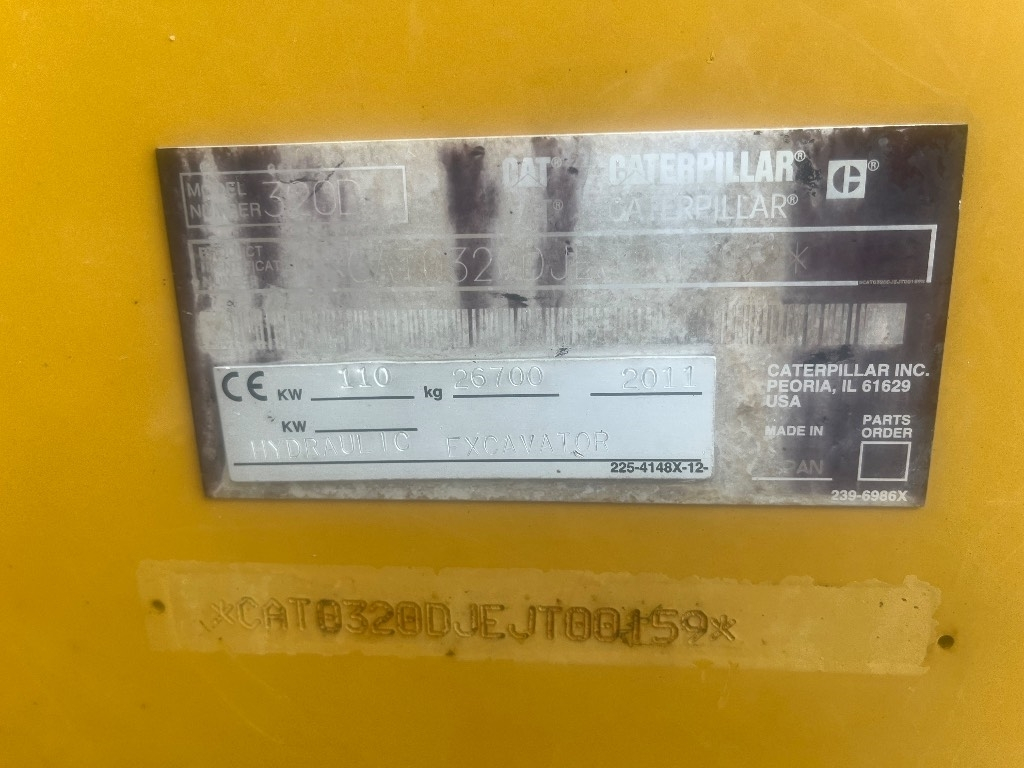 MODEL NUMBER 320D
CAT® CATERPILLAR® C®
CATERPILLAR®
CE KW 110 kg 26700 2011
KW
HYDRAULIC EXCAVATOR
225-4148X-12-
CATERPILLAR INC.
PEORIA, IL 61629
USA
MADE IN
PARTS ORDER
239-6986X
*CAT0320DJEJT00159*